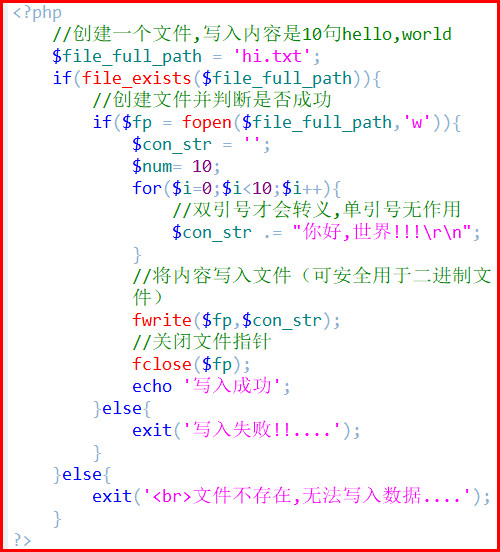 <?php
//创建一个文件,写入内容是10句hello,world
$file_full_path = 'hi.txt';
if(file_exists($file_full_path)){
//创建文件并判断是否成功
if($fp = fopen($file_full_path,'w')){
$con_str = '';
$num= 10;
for($i=0;$i<10;$i++){
//双引号才会转义,单引号无作用
$con_str .= "你好,世界!!!\r\n";
}
//将内容写入文件（可安全用于二进制文
件）
fwrite($fp,$con_str);
//关闭文件指针
fclose($fp);
echo '写入成功';
}else{
exit('写入失败!!....');
}
}else{
exit('<br>文件不存在,无法写入数据....');
}
?>